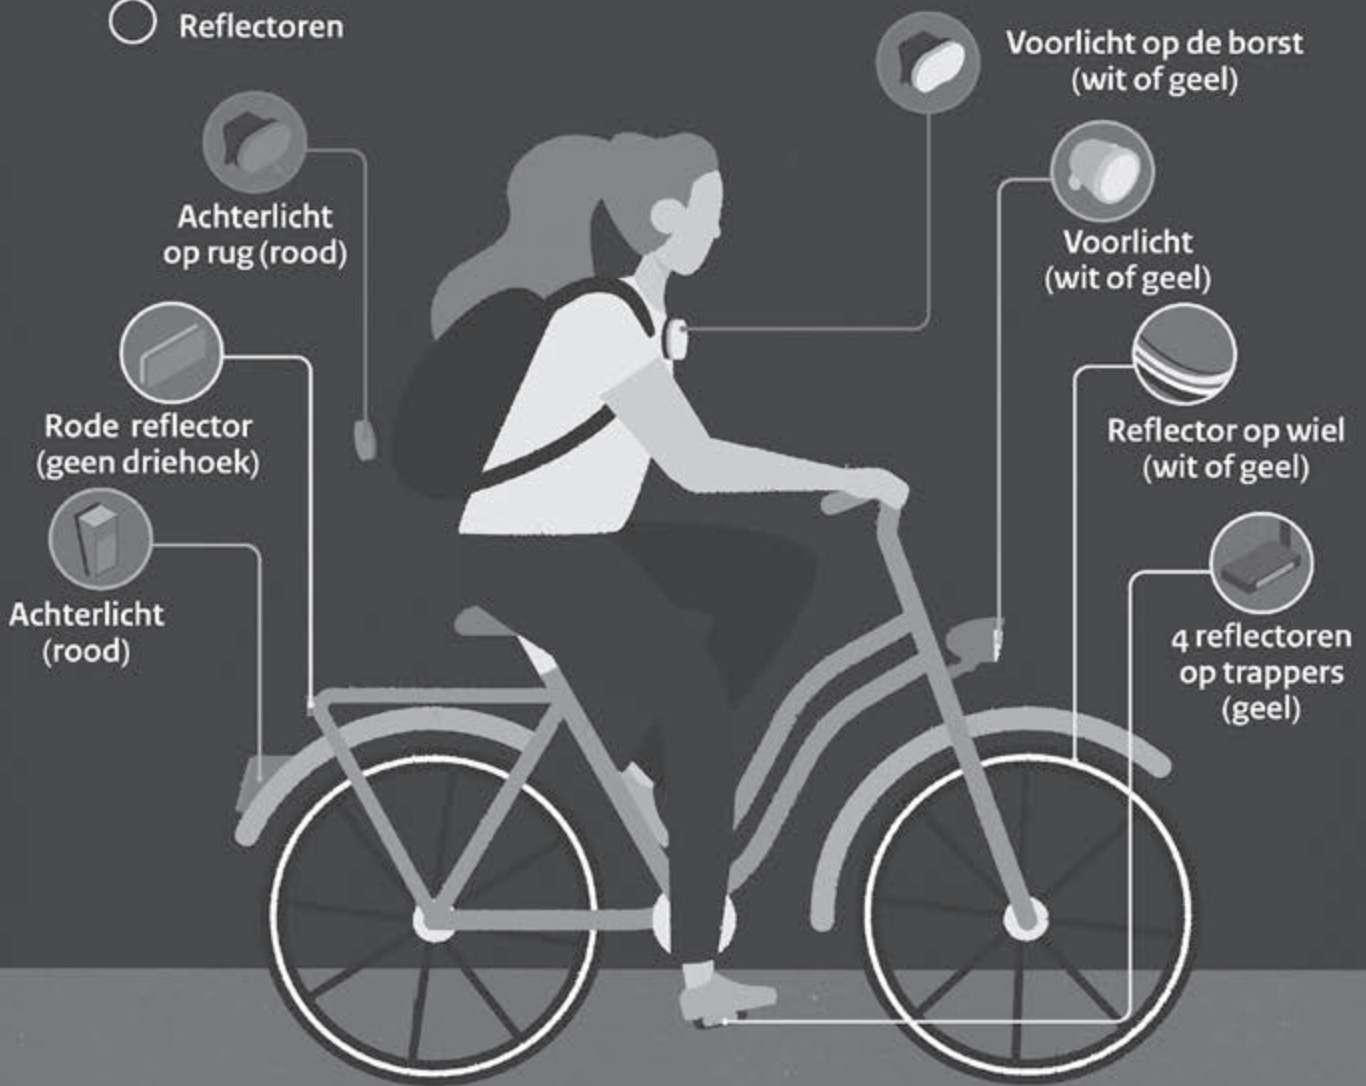 Reflectoren
Voorlicht op de borst
(wit of geel)
Achterlicht
op rug (rood)
Voorlicht
(wit of geel)
Rode reflector
(geen driehoek)
Reflector op wiel
(wit of geel)
Achterlicht
(rood)
4 reflectoren
op trappers
(geel)